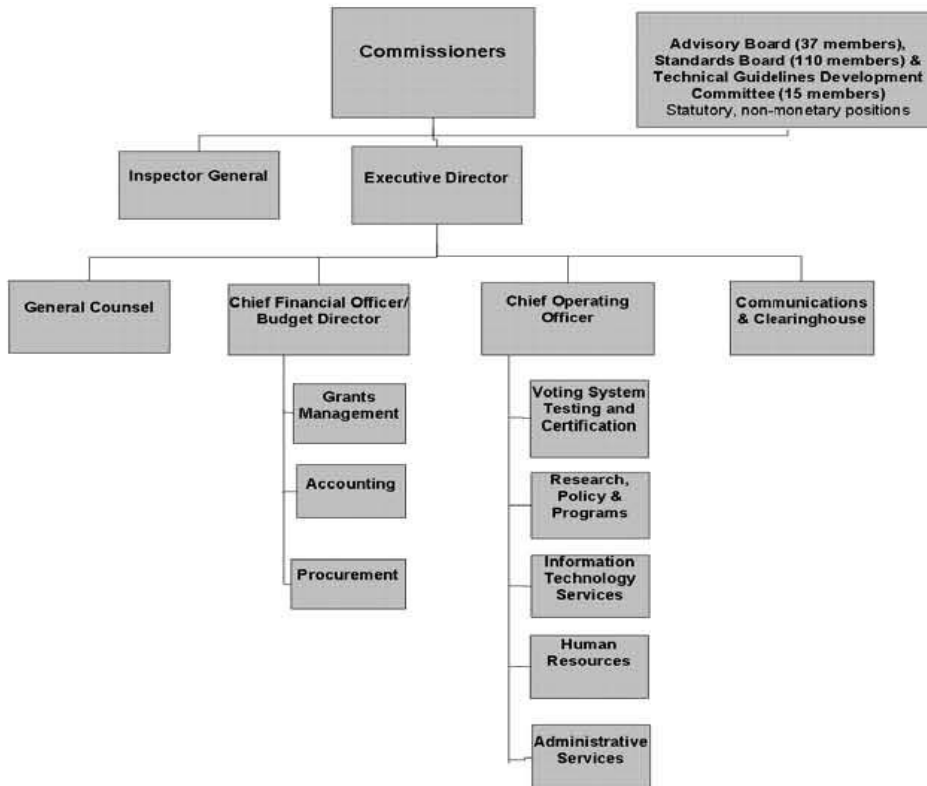 Commissioners
Advisory Board (37 members),
Standards Board (110 members) &
Technical Guidelines Development
Committee (15 members)
Statutory, non-monetary positions
Inspector General
Executive Director
General Counsel
Chief Financial Officer/
Budget Director
Chief Operating
Officer
Communications
& Clearinghouse
Grants
Management
Accounting
Procurement
Voting System
Testing and
Certification
Research,
Policy &
Programs
Information
Technology
Services
Human
Resources
Administrative
Services